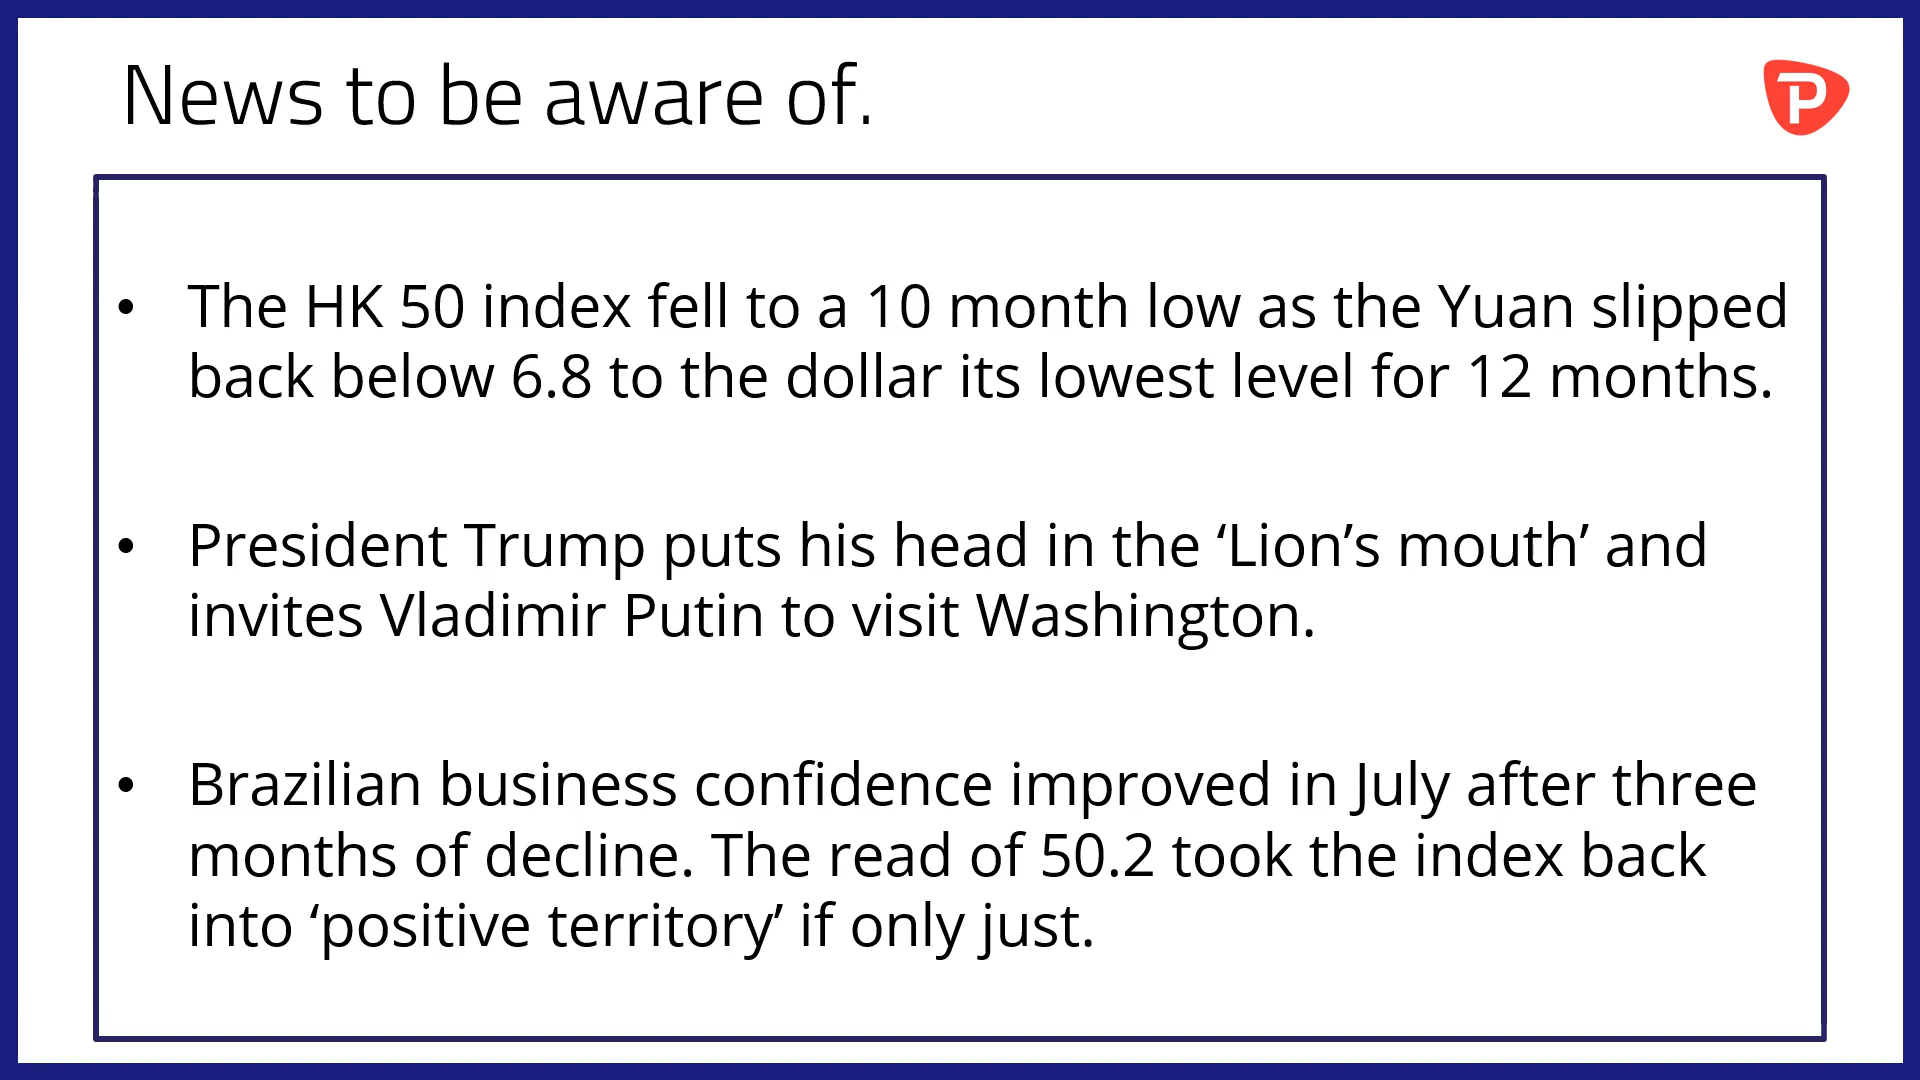 News to be aware of.
P
• The HK 50 index fell to a 10 month low as the Yuan slipped
back below 6.8 to the dollar its lowest level for 12 months.
• President Trump puts his head in the ‘Lion’s mouth’ and
invites Vladimir Putin to visit Washington.
• Brazilian business confidence improved in July after three
months of decline. The read of 50.2 took the index back
into ‘positive territory’ if only just.